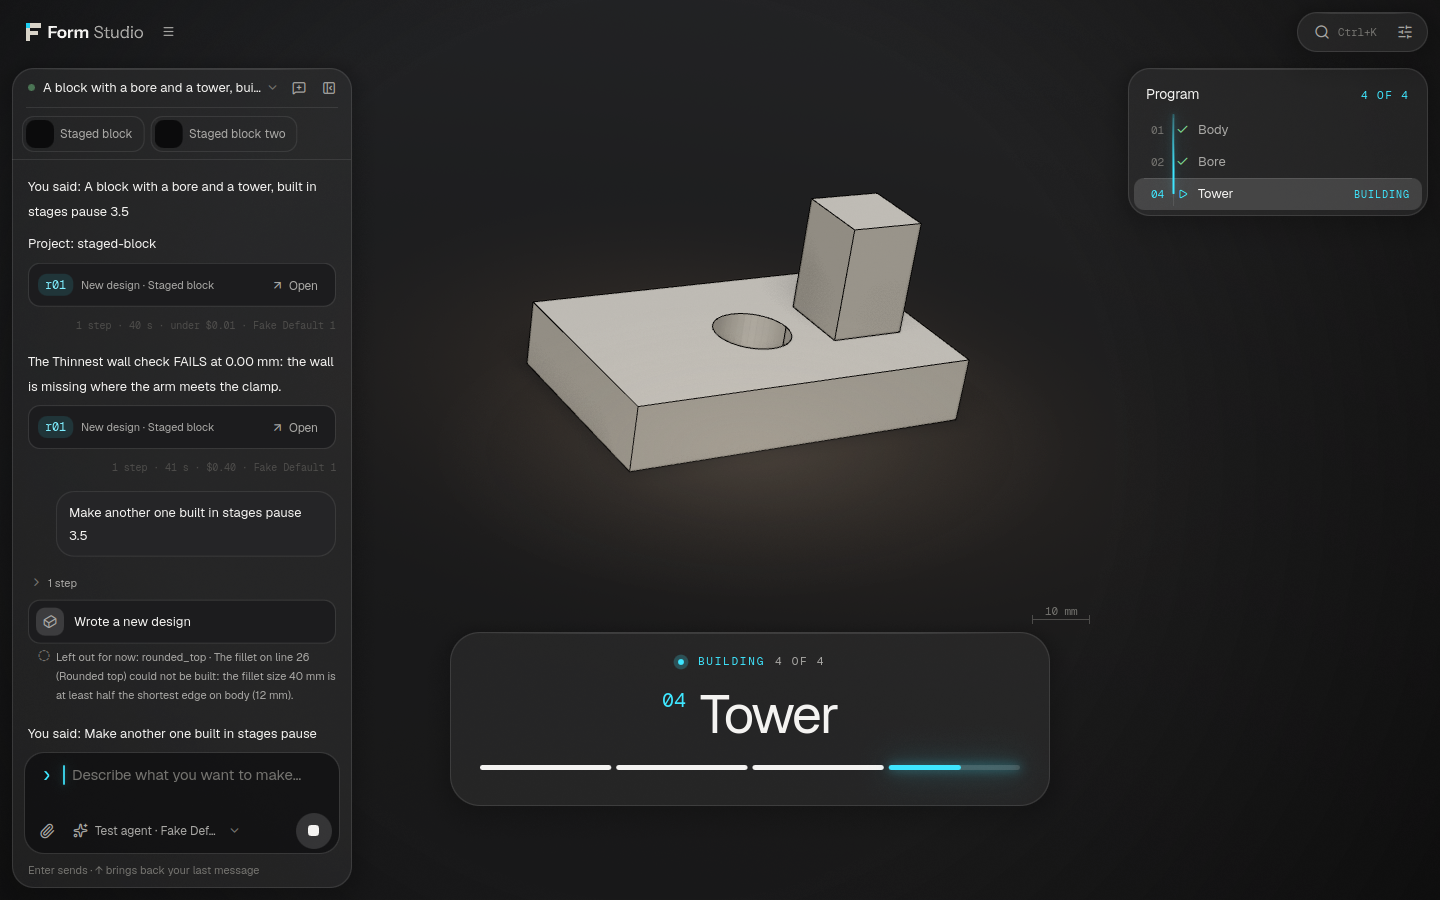 Form Studio
Ctrl+K
A block with a bore and a tower, bui...
Staged block
Staged block two
You said: A block with a bore and a tower, built in
stages pause 3.5
Project: staged-block
r01 New design · Staged block Open
1 step · 40 s · under $0.01 · Fake Default 1
The Thinnest wall check FAILS at 0.00 mm: the wall
is missing where the arm meets the clamp.
r01 New design · Staged block Open
1 step · 41 s · $0.40 · Fake Default 1
Make another one built in stages pause
3.5
1 step
Wrote a new design
Left out for now: rounded_top · The fillet on line 26
(Rounded top) could not be built: the fillet size 40 mm is
at least half the shortest edge on body (12 mm).
You said: Make another one built in stages pause
Describe what you want to make...
Test agent · Fake Def...
Enter sends · ↑ brings back your last message
10 mm
BUILDING 4 OF 4
04 Tower
Program 4 OF 4
01 Body
02 Bore
04 Tower BUILDING